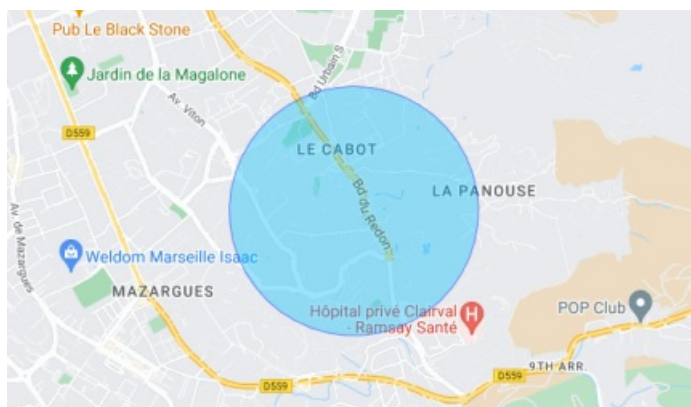 Pub Le Black Stone
Jardin de la Magalone
Bd Urbain S
Av. Viton
D559
LE CABOT
LA PANOUSE
Bd du Redon
Av. de Mazargues
Weldom Marseille Isaac
MAZARGUES
Hôpital privé Clairval
- Ramsay Santé
POP Club
9TH ARR.
D559
D559